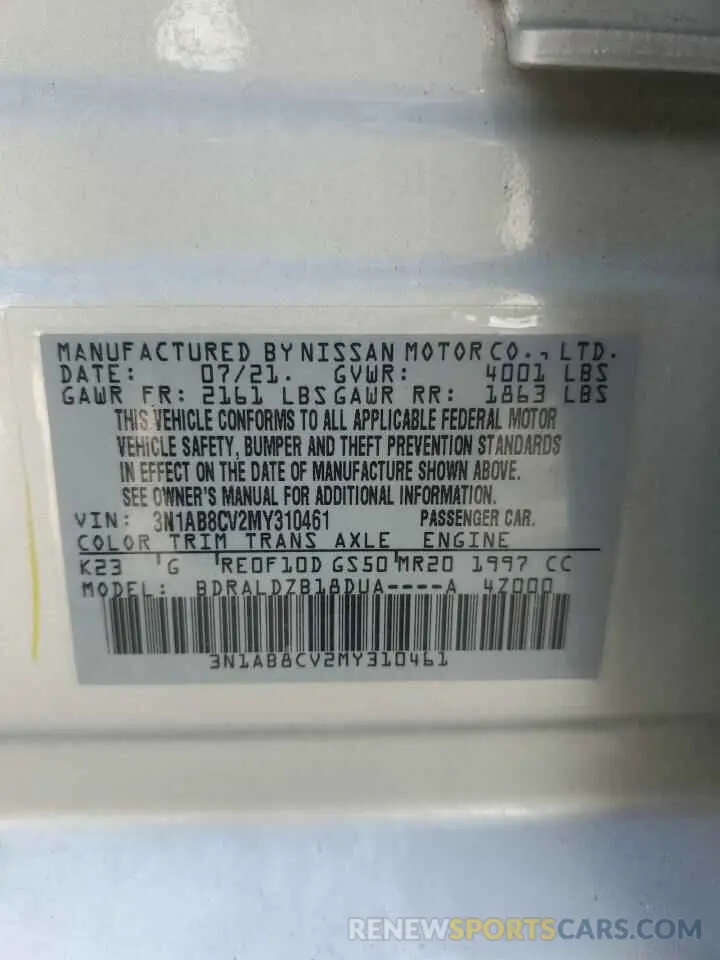 MANUFACTURED BY NISSAN MOTOR CO., LTD.
DATE: 07/21. GVWR: 4001 LBS
GAWR FR: 2161 LBS GAWR RR: 1863 LBS
THIS VEHICLE CONFORMS TO ALL APPLICABLE FEDERAL MOTOR
VEHICLE SAFETY, BUMPER AND THEFT PREVENTION STANDARDS
IN EFFECT ON THE DATE OF MANUFACTURE SHOWN ABOVE.
SEE OWNER'S MANUAL FOR ADDITIONAL INFORMATION.
VIN: 3N1AB8CV2MY310461 PASSENGER CAR.
COLOR TRIM TRANS AXLE ENGINE
K23 G RE0F10D GS50 MR20 1997 CC
MODEL: BDRALDZB18DUA----A 4Z000
3N1AB8CV2MY310461
RENEWSPORTSCARS.COM